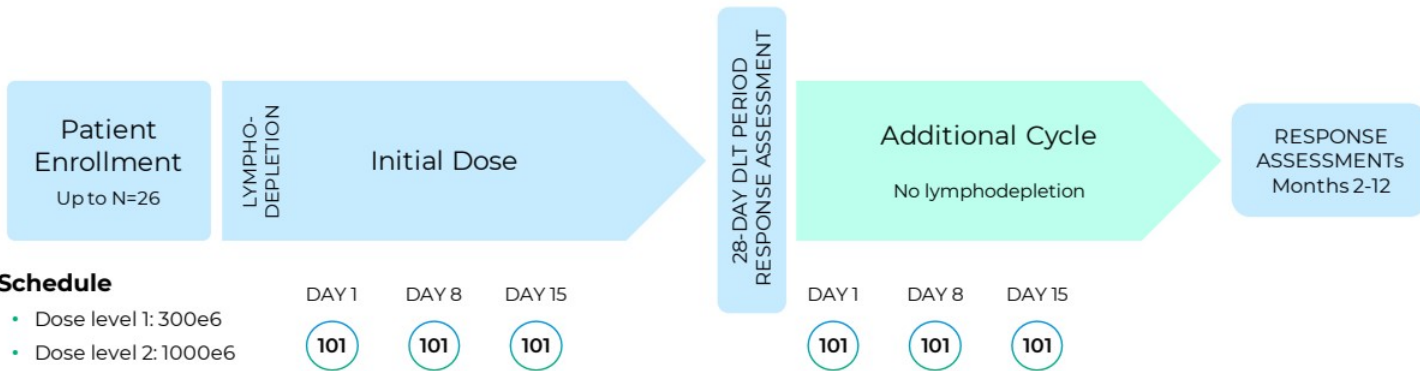 Patient
Enrollment
Up to N=26
LYMPHO-
DEPLETION
Initial Dose
28-DAY DLT PERIOD
RESPONSE ASSESSMENT
Additional Cycle
No lymphodepletion
RESPONSE
ASSESSMENTs
Months 2-12
Schedule
• Dose level 1: 300e6
• Dose level 2: 1000e6
DAY 1 DAY 8 DAY 15
101 101 101
DAY 1 DAY 8 DAY 15
101 101 101